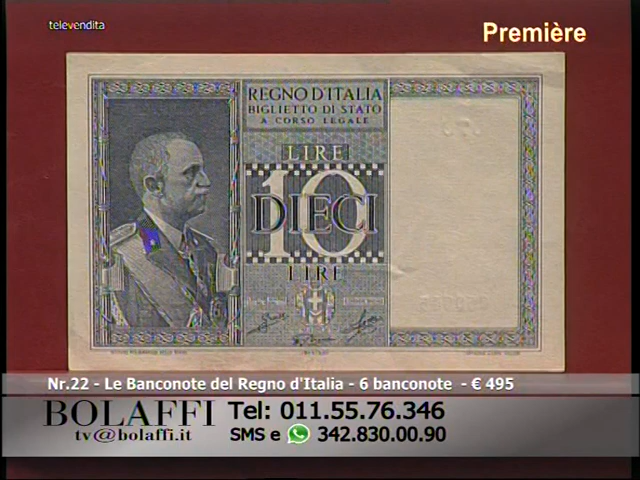 televendita
Première
REGNO D'ITALIA
BIGLIETTO DI STATO
A CORSO LEGALE
LIRE
10
DIECI
LIRE
Nr.22 - Le Banconote del Regno d'Italia - 6 banconote - € 495
BOLAFFI
tv@bolaffi.it
Tel: 011.55.76.346
SMS e 342.830.00.90